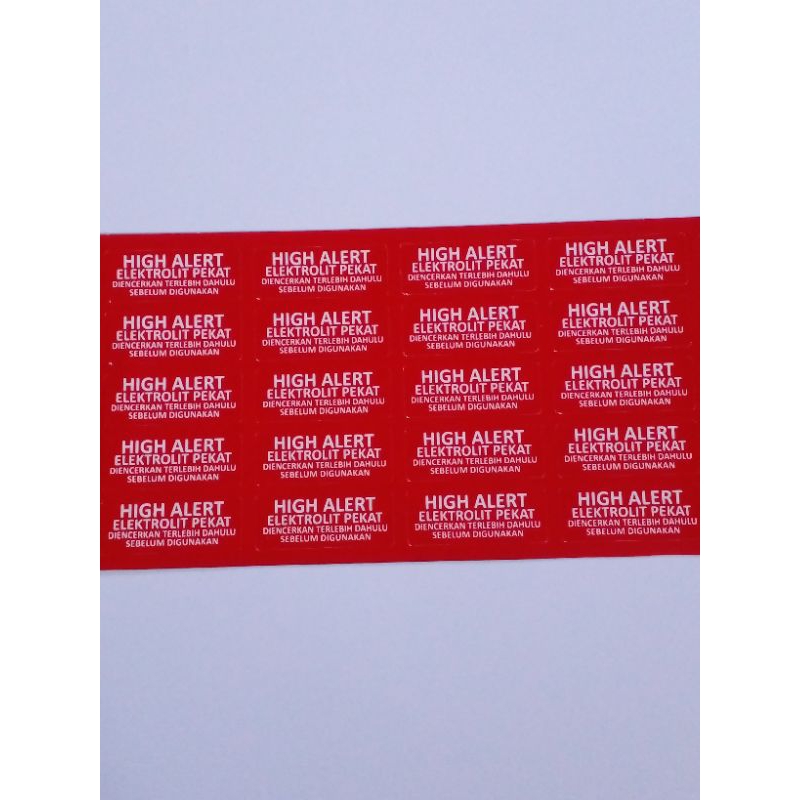 HIGH ALERT
ELEKTROLIT PEKAT
DIENCERKAN TERLEBIH DAHULU
SEBELUM DIGUNAKAN
HIGH ALERT
ELEKTROLIT PEKAT
DIENCERKAN TERLEBIH DAHULU
SEBELUM DIGUNAKAN
HIGH ALERT
ELEKTROLIT PEKAT
DIENCERKAN TERLEBIH DAHULU
SEBELUM DIGUNAKAN
HIGH ALERT
ELEKTROLIT PEKAT
DIENCERKAN TERLEBIH DAHULU
SEBELUM DIGUNAKAN
HIGH ALERT
ELEKTROLIT PEKAT
DIENCERKAN TERLEBIH DAHULU
SEBELUM DIGUNAKAN
HIGH ALERT
ELEKTROLIT PEKAT
DIENCERKAN TERLEBIH DAHULU
SEBELUM DIGUNAKAN
HIGH ALERT
ELEKTROLIT PEKAT
DIENCERKAN TERLEBIH DAHULU
SEBELUM DIGUNAKAN
HIGH ALERT
ELEKTROLIT PEKAT
DIENCERKAN TERLEBIH DAHULU
SEBELUM DIGUNAKAN
HIGH ALERT
ELEKTROLIT PEKAT
DIENCERKAN TERLEBIH DAHULU
SEBELUM DIGUNAKAN
HIGH ALERT
ELEKTROLIT PEKAT
DIENCERKAN TERLEBIH DAHULU
SEBELUM DIGUNAKAN
HIGH ALERT
ELEKTROLIT PEKAT
DIENCERKAN TERLEBIH DAHULU
SEBELUM DIGUNAKAN
HIGH ALERT
ELEKTROLIT PEKAT
DIENCERKAN TERLEBIH DAHULU
SEBELUM DIGUNAKAN
HIGH ALERT
ELEKTROLIT PEKAT
DIENCERKAN TERLEBIH DAHULU
SEBELUM DIGUNAKAN
HIGH ALERT
ELEKTROLIT PEKAT
DIENCERKAN TERLEBIH DAHULU
SEBELUM DIGUNAKAN
HIGH ALERT
ELEKTROLIT PEKAT
DIENCERKAN TERLEBIH DAHULU
SEBELUM DIGUNAKAN
HIGH ALERT
ELEKTROLIT PEKAT
DIENCERKAN TERLEBIH DAHULU
SEBELUM DIGUNAKAN
HIGH ALERT
ELEKTROLIT PEKAT
DIENCERKAN TERLEBIH DAHULU
SEBELUM DIGUNAKAN
HIGH ALERT
ELEKTROLIT PEKAT
DIENCERKAN TERLEBIH DAHULU
SEBELUM DIGUNAKAN
HIGH ALERT
ELEKTROLIT PEKAT
DIENCERKAN TERLEBIH DAHULU
SEBELUM DIGUNAKAN
HIGH ALERT
ELEKTROLIT PEKAT
DIENCERKAN TERLEBIH DAHULU
SEBELUM DIGUNAKAN